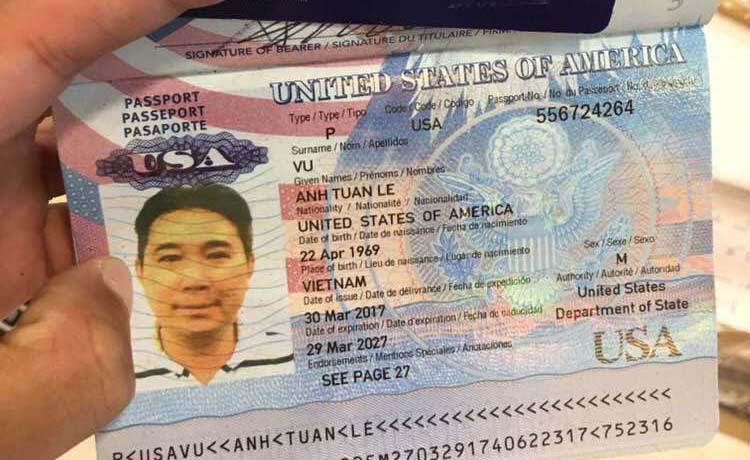 SIGNATURE OF BEARER / SIGNATURE DU TITULAIRE /
UNITED STATES OF AMERICA
PASSPORT
PASSEPORT
PASAPORTE
USA
Type / Type / Tipo Code / Code / Código Passport No. / No. du Passeport /
P USA 556724264
Surname / Nom / Apellidos
VU
Given Names / Prénoms / Nombres
ANH TUAN LE
Nationality / Nationalité / Nacionalidad
UNITED STATES OF AMERICA
Date of birth / Date de naissance / Fecha de nacimiento
22 Apr 1969
Place of birth / Lieu de naissance / Lugar de nacimiento Sex / Sexe / Sexo
VIETNAM M
Date of issue / Date de délivrance / Fecha de expedición Authority / Autorité / Autoridad
30 Mar 2017 United States
Date of expiration / Date d'expiration / Fecha de caducidad Department of State
29 Mar 2027
Endorsements / Mentions Spéciales / Anotaciones USA
SEE PAGE 27
P<USAVU<<ANH<TUAN<LE<<<<<<<<<<<<<<<<<<<<<<<<
5M2703291740622317<752316